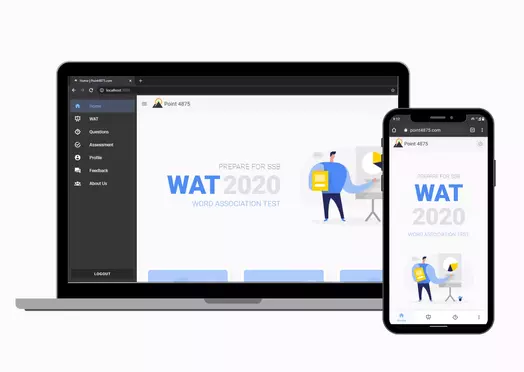 Home | Point4875.com
localhost:
Point 4875
Home
WAT
Questions
Assessment
Profile
Feedback
About Us
LOGOUT
PREPARE FOR SSB
WAT 2020
WORD ASSOCIATION TEST
point4875.com
Point 4875
PREPARE FOR SSB
WAT
2020
WORD ASSOCIATION TEST
Home